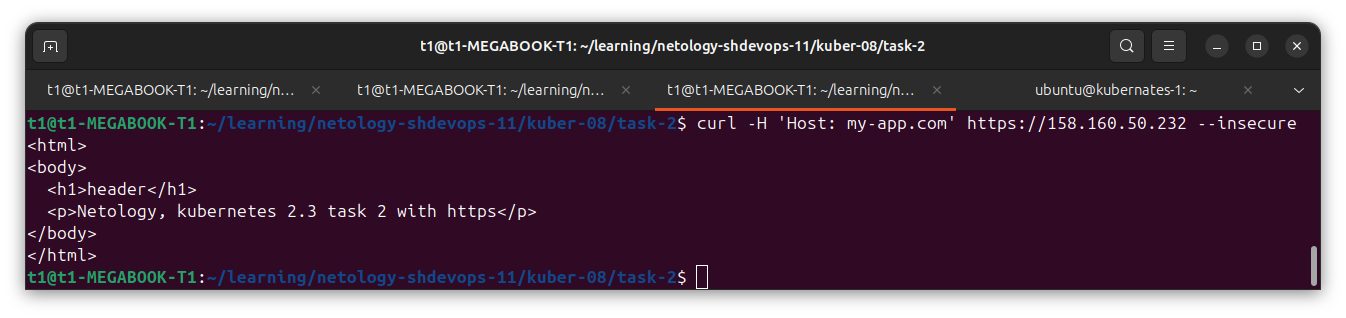 t1@t1-MEGABOOK-T1: ~/learning/netology-shdevops-11/kuber-08/task-2
t1@t1-MEGABOOK-T1: ~/learning/n... t1@t1-MEGABOOK-T1: ~/learning/n... t1@t1-MEGABOOK-T1: ~/learning/n... ubuntu@kubernates-1: ~
t1@t1-MEGABOOK-T1:~/learning/netology-shdevops-11/kuber-08/task-2$ curl -H 'Host: my-app.com' https://158.160.50.232 --insecure
<html>
<body>
  <h1>header</h1>
  <p>Netology, kubernetes 2.3 task 2 with https</p>
</body>
</html>
t1@t1-MEGABOOK-T1:~/learning/netology-shdevops-11/kuber-08/task-2$